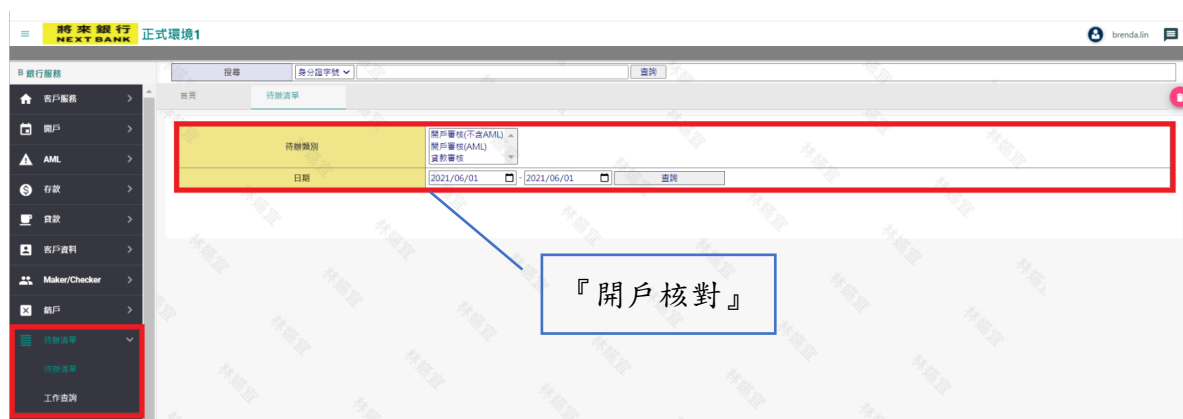 將來銀行
NEXT BANK
正式環境1
brenda.lin
銀行服務
搜尋 身分證字號 查詢
首頁 待辦清單
客戶服務
開戶
AML
存款
貸款
客戶資料
Maker/Checker
銷戶
待辦清單
待辦清單
工作查詢
待辦類別
開戶審核(不含AML)
開戶審核(AML)
貸款審核
日期 2021/06/01 - 2021/06/01 查詢
『開戶核對』